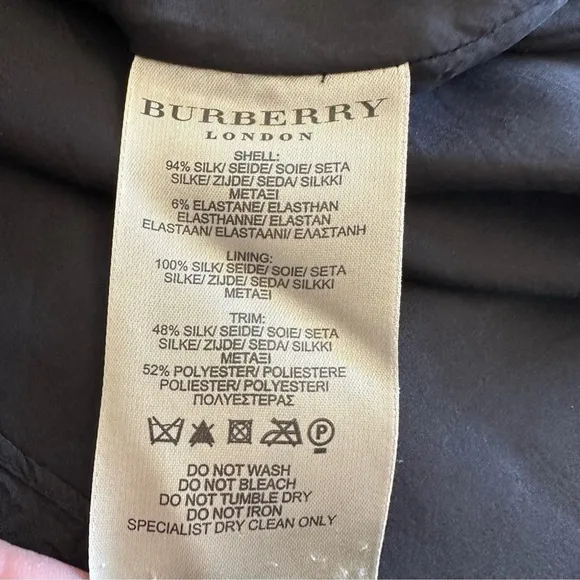 BURBERRY
LONDON
SHELL:
94% SILK/ SEIDE/ SOIE/ SETA
SILKE/ ZIJDE/ SEDA/ SILKKI
ΜΕΤΑΞΙ
6% ELASTANE/ ELASTHAN
ELASTHANNE/ ELASTAN
ELASTAAN/ ELASTAANI/ ΕΛΑΣΤΑΝΗ
LINING:
100% SILK/ SEIDE/ SOIE/ SETA
SILKE/ ZIJDE/ SEDA/ SILKKI
ΜΕΤΑΞΙ
TRIM:
48% SILK/ SEIDE/ SOIE/ SETA
SILKE/ ZIJDE/ SEDA/ SILKKI
ΜΕΤΑΞΙ
52% POLYESTER/ POLIESTERE
POLIESTER/ POLYESTERI
ΠΟΛΥΕΣΤΕΡΑΣ
P
DO NOT WASH
DO NOT BLEACH
DO NOT TUMBLE DRY
DO NOT IRON
SPECIALIST DRY CLEAN ONLY